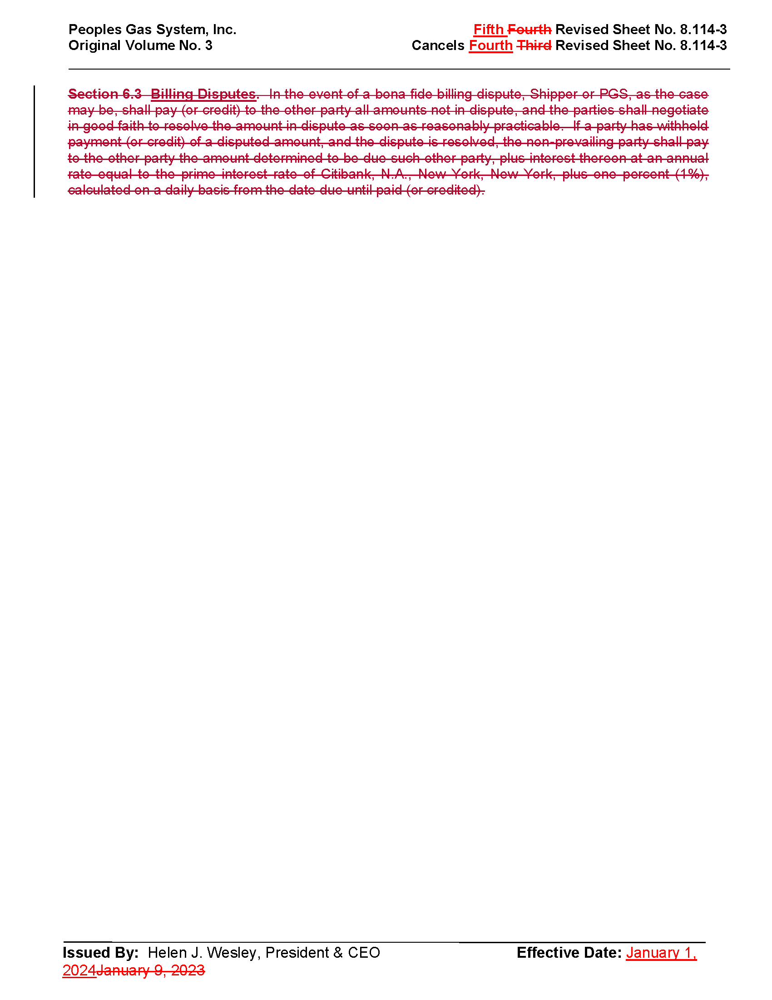 Peoples Gas System, Inc. Fifth Fourth Revised Sheet No. 8.114-3
Original Volume No. 3 Cancels Fourth Third Revised Sheet No. 8.114-3
Section 6.3 Billing Disputes. In the event of a bona fide billing dispute, Shipper or PGS, as the case
may be, shall pay (or credit) to the other party all amounts not in dispute, and the parties shall negotiate
in good faith to resolve the amount in dispute as soon as reasonably practicable. If a party has withheld
payment (or credit) of a disputed amount, and the dispute is resolved, the non-prevailing party shall pay
to the other party the amount determined to be due such other party, plus interest thereon at an annual
rate equal to the prime interest rate of Citibank, N.A., New York, New York, plus one percent (1%),
calculated on a daily basis from the date due until paid (or credited).
Issued By: Helen J. Wesley, President & CEO Effective Date: January 1,
2024January 9, 2023